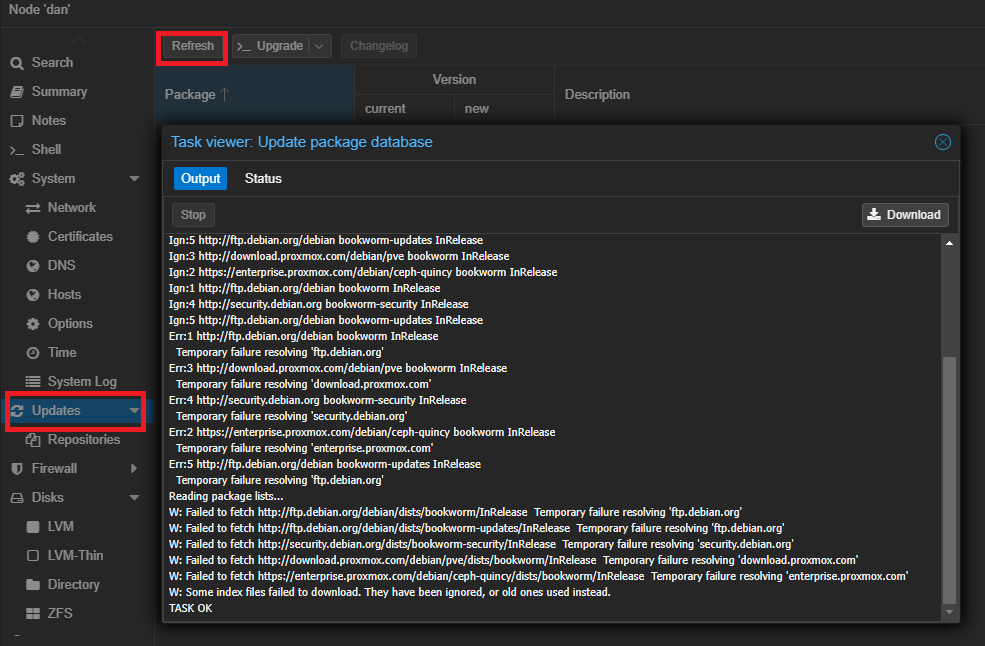 Node 'dan'
Search
Summary
Notes
Shell
System
Network
Certificates
DNS
Hosts
Options
Time
System Log
Updates
Repositories
Firewall
Disks
LVM
LVM-Thin
Directory
ZFS
Refresh
Upgrade
Changelog
Package
Version
current
new
Description
Task viewer: Update package database
Output
Status
Stop
Download
Ign:5 http://ftp.debian.org/debian bookworm-updates InRelease
Ign:3 http://download.proxmox.com/debian/pve bookworm InRelease
Ign:2 https://enterprise.proxmox.com/debian/ceph-quincy bookworm InRelease
Ign:1 http://ftp.debian.org/debian bookworm InRelease
Ign:4 http://security.debian.org bookworm-security InRelease
Ign:5 http://ftp.debian.org/debian bookworm-updates InRelease
Err:1 http://ftp.debian.org/debian bookworm InRelease
Temporary failure resolving 'ftp.debian.org'
Err:3 http://download.proxmox.com/debian/pve bookworm InRelease
Temporary failure resolving 'download.proxmox.com'
Err:4 http://security.debian.org bookworm-security InRelease
Temporary failure resolving 'security.debian.org'
Err:2 https://enterprise.proxmox.com/debian/ceph-quincy bookworm InRelease
Temporary failure resolving 'enterprise.proxmox.com'
Err:5 http://ftp.debian.org/debian bookworm-updates InRelease
Temporary failure resolving 'ftp.debian.org'
Reading package lists...
W: Failed to fetch http://ftp.debian.org/debian/dists/bookworm/InRelease  Temporary failure resolving 'ftp.debian.org'
W: Failed to fetch http://ftp.debian.org/debian/dists/bookworm-updates/InRelease  Temporary failure resolving 'ftp.debian.org'
W: Failed to fetch http://security.debian.org/dists/bookworm-security/InRelease  Temporary failure resolving 'security.debian.org'
W: Failed to fetch http://download.proxmox.com/debian/pve/dists/bookworm/InRelease  Temporary failure resolving 'download.proxmox.com'
W: Failed to fetch https://enterprise.proxmox.com/debian/ceph-quincy/dists/bookworm/InRelease  Temporary failure resolving 'enterprise.proxmox.com'
W: Some index files failed to download. They have been ignored, or old ones used instead.
TASK OK